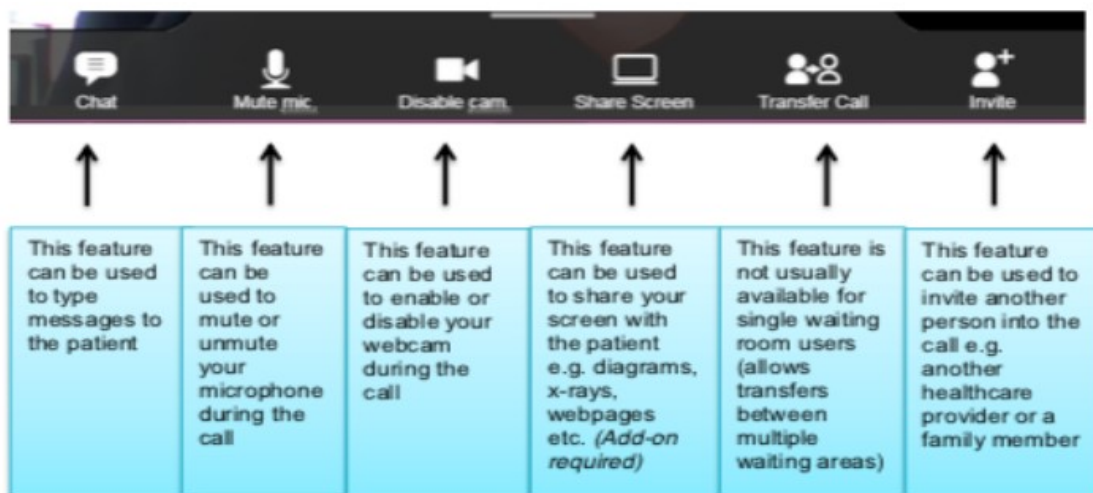 Chat
Mute mic.
Disable cam.
Share Screen
Transfer Call
Invite
This feature
can be used
to type
messages to
the patient
This feature
can be
used to
mute or
unmute
your
microphone
during the
call
This feature
can be used
to enable or
disable your
webcam
during the
call
This feature
can be used
to share your
screen with
the patient
e.g. diagrams,
x-rays,
webpages
etc. (Add-on
required)
This feature is
not usually
available for
single waiting
room users
(allows
transfers
between
multiple
waiting areas)
This feature
can be used to
invite another
person into the
call e.g.
another
healthcare
provider or a
family member